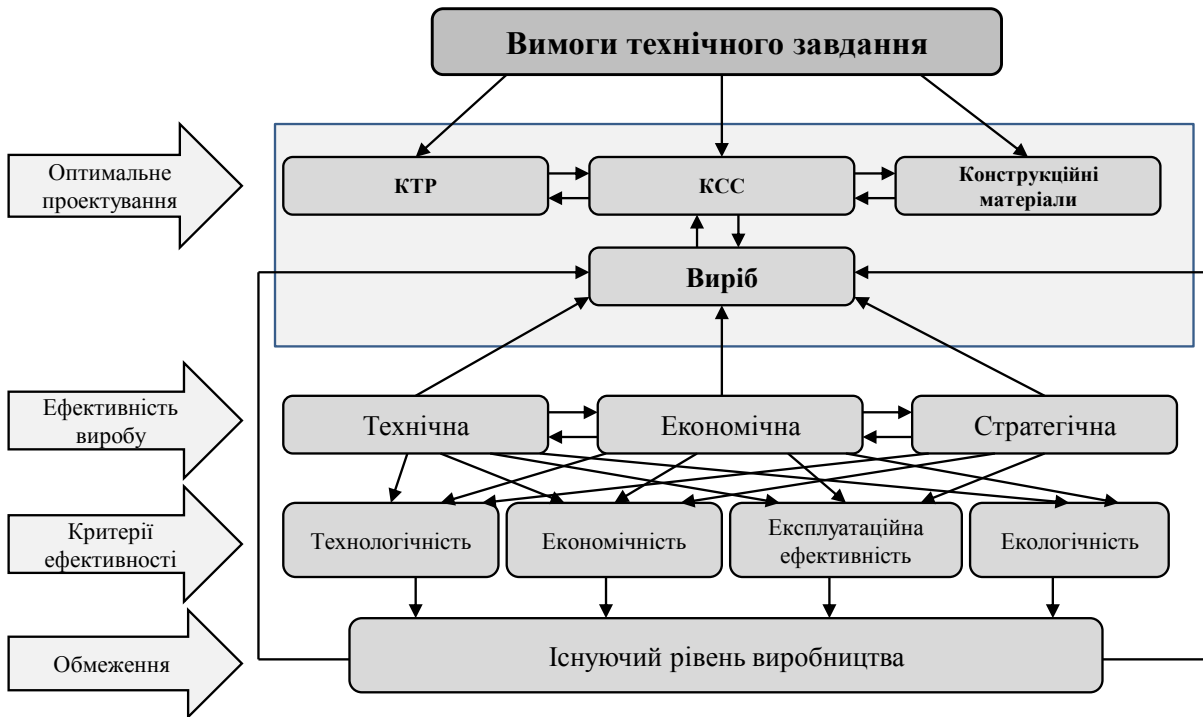 Вимоги технічного завдання
Оптимальне
проектування
КТР
КСС
Конструкційні
матеріали
Виріб
Ефективність
виробу
Технічна
Економічна
Стратегічна
Критерії
ефективності
Технологічність
Економічність
Експлуатаційна
ефективність
Екологічність
Обмеження
Існуючий рівень виробництва